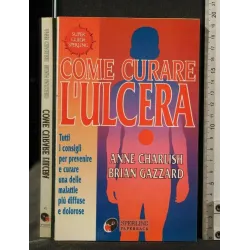 COME CURARE
L'ULCERA
Tutti
i consigli
per prevenire
e curare
una delle
malattie
più diffuse
e dolorose
ANNE CHARLISH
BRIAN GAZZARD
SPERLING
PAPERBACK
COME CURARE L'ULCERA